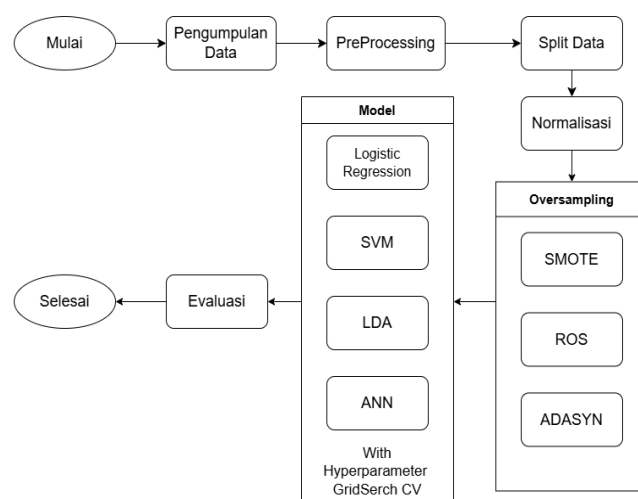 Mulai
Pengumpulan
Data
PreProcessing
Split Data
Normalisasi
Oversampling
SMOTE
ROS
ADASYN
Model
Logistic
Regression
SVM
LDA
ANN
With
Hyperparameter
GridSerch CV
Evaluasi
Selesai